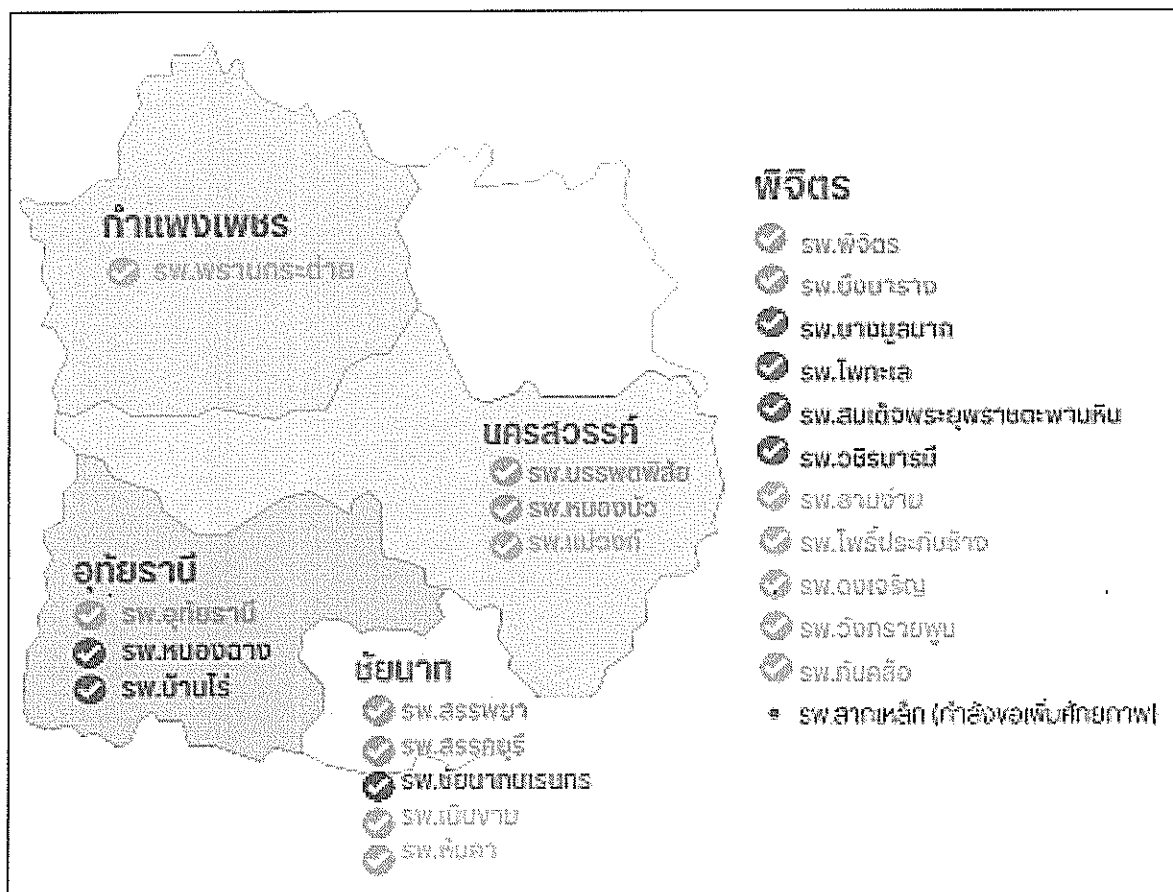 กำแพงเพชร
รพ.พรานกระต่าย
นครสวรรค์
รพ.บรรพตพิสัย
รพ.หนองบัว
รพ.แม่วงก์
อุทัยธานี
รพ.อุทัยธานี
รพ.หนองฉาง
รพ.บ้านไร่
ชัยนาท
รพ.สรรพยา
รพ.สรรคบุรี
รพ.ชัยนาทนเรนทร
รพ.เนินขาม
รพ.หันคา
พิจิตร
รพ.พิจิตร
รพ.บึงนาราง
รพ.บางมูลนาก
รพ.โพทะเล
รพ.สมเด็จพระยุพราชตะพานหิน
รพ.วชิรบารมี
รพ.สามง่าม
รพ.โพธิ์ประทับช้าง
รพ.ดงเจริญ
รพ.วังทรายพูน
รพ.ทับคล้อ
• รพ.สากเหล็ก (กำลังขอเพิ่มศักยภาพ)